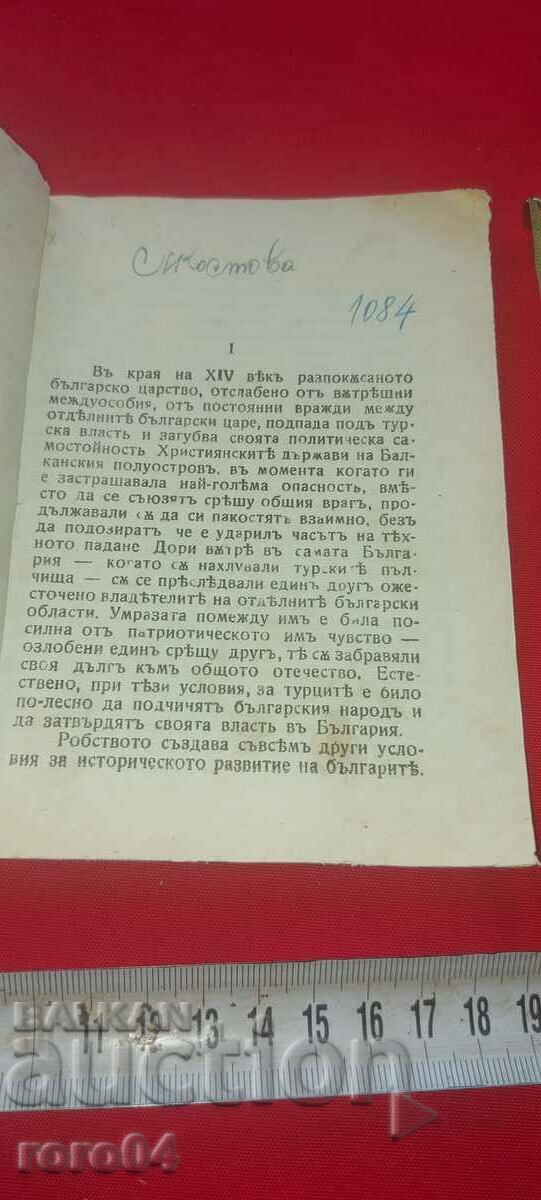 С Костова
1084
I
Въ края на XIV вѣкъ разпокѫсаното
българско царство, отслабено отъ вѫтрѣшни
междуособия, отъ постоянни вражди между
отдѣлнитѣ български царе, подпада подъ тур-
ска власть и загубва своята политическа са-
мостойность Християнскитѣ държави на Бал-
канския полуостровъ, въ момента когато ги
е застрашавала най-голѣма опасность, вмѣ-
сто да се съюзятъ срѣшу общия врагъ, про-
дължавали сѫ да си пакостятъ взаимно, безъ
да подозиратъ че е ударилъ часътъ на тѣх-
ното падане Дори вѫтрѣ въ самата Бълга-
рия — когато сѫ нахлували турскитѣ пъл-
чища — сѫ се прѣслѣдвали единъ другъ оже-
сточено владѣтелитѣ на отдѣлнитѣ български
области. Умразата помежду имъ е била по-
силна отъ патриотическото имъ чувство —
озлобени единъ срѣщу другъ, тѣ сѫ забравяли
своя дългъ къмъ общото отечество. Есте-
ствено, при тѣзи условия, за турцитѣ е било
по-лесно да подчинятъ българския народъ и
да затвърдятъ своята власть въ България.
Робството създава съвсѣмъ други усло-
вия за историческото развитие на българитѣ.
11 12 13 14 15 16 17 18 19
BALKAN
auction
roro04